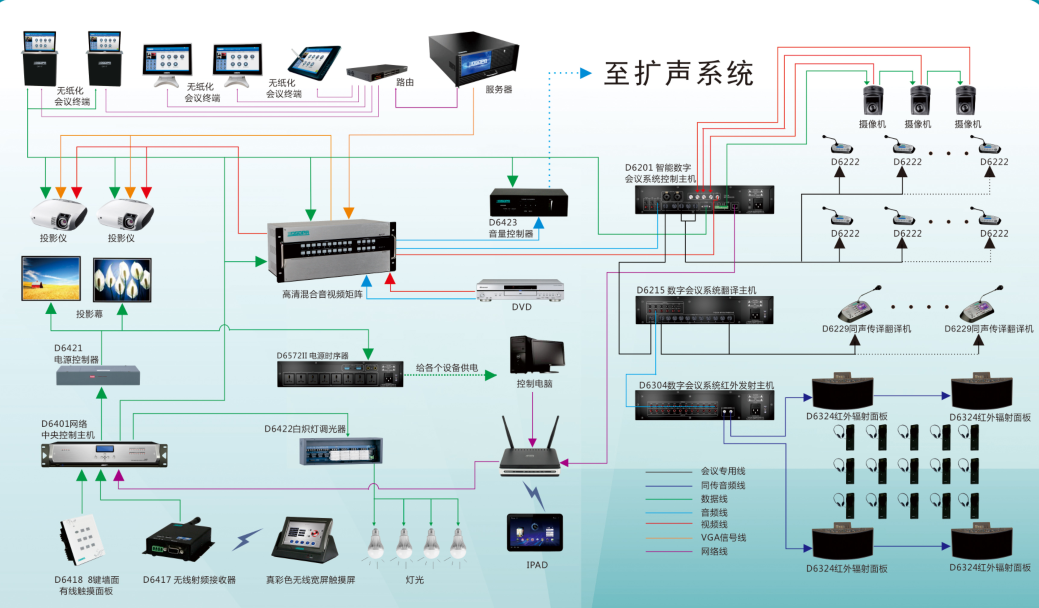 无纸化
会议终端
无纸化
会议终端
无纸化
会议终端
路由
服务器
至扩声系统
摄像机
摄像机
摄像机
D6201 智能数字
会议系统控制主机
D6222
D6222
D6222
D6423
音量控制器
投影仪
投影仪
D6222
D6222
D6222
高清混合音视频矩阵
DVD
投影幕
D6215 数字会议系统翻译主机
D6229同声传译翻译机
D6229同声传译翻译机
D6421
电源控制器
D6572II 电源时序器
给各个设备供电
控制电脑
D6304数字会议系统红外发射主机
D6324红外辐射面板
D6324红外辐射面板
D6401网络
中央控制主机
D6422白炽灯调光器
会议专用线
同传音频线
数据线
音频线
视频线
VGA信号线
网络线
D6418 8键墙面
有线触摸面板
D6417 无线射频接收器
真彩色无线宽屏触摸屏
灯光
IPAD
D6324红外辐射面板
D6324红外辐射面板